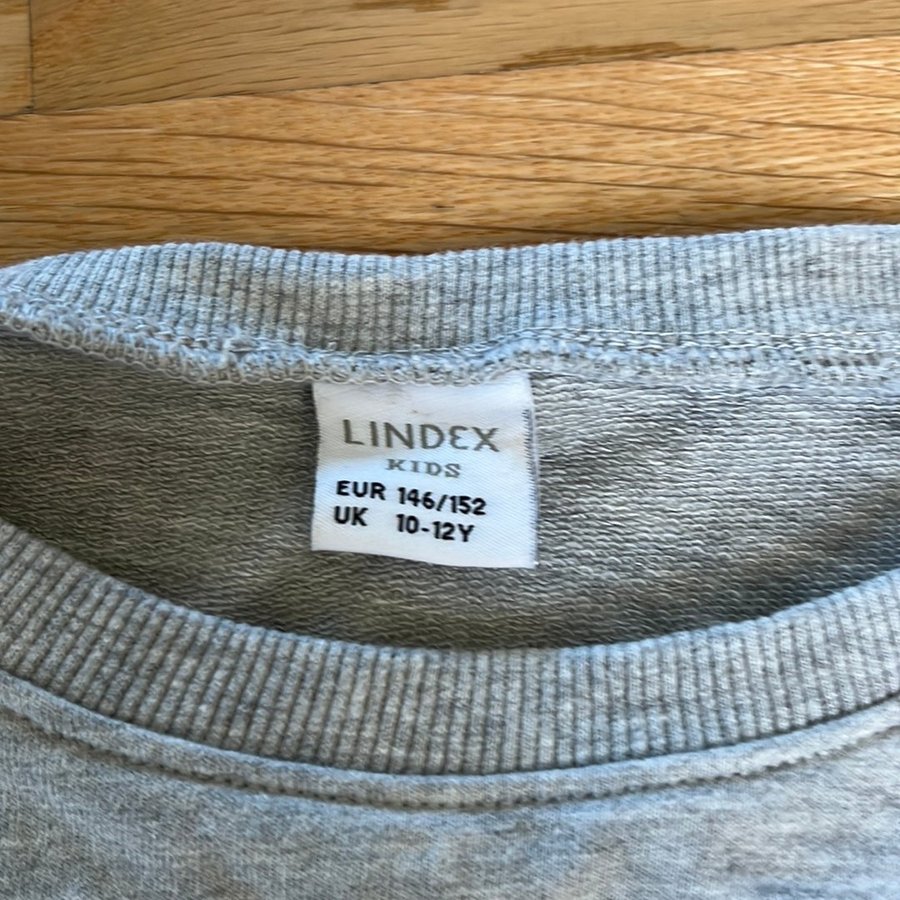 LINDEX
KIDS
EUR 146/152
UK 10-12Y